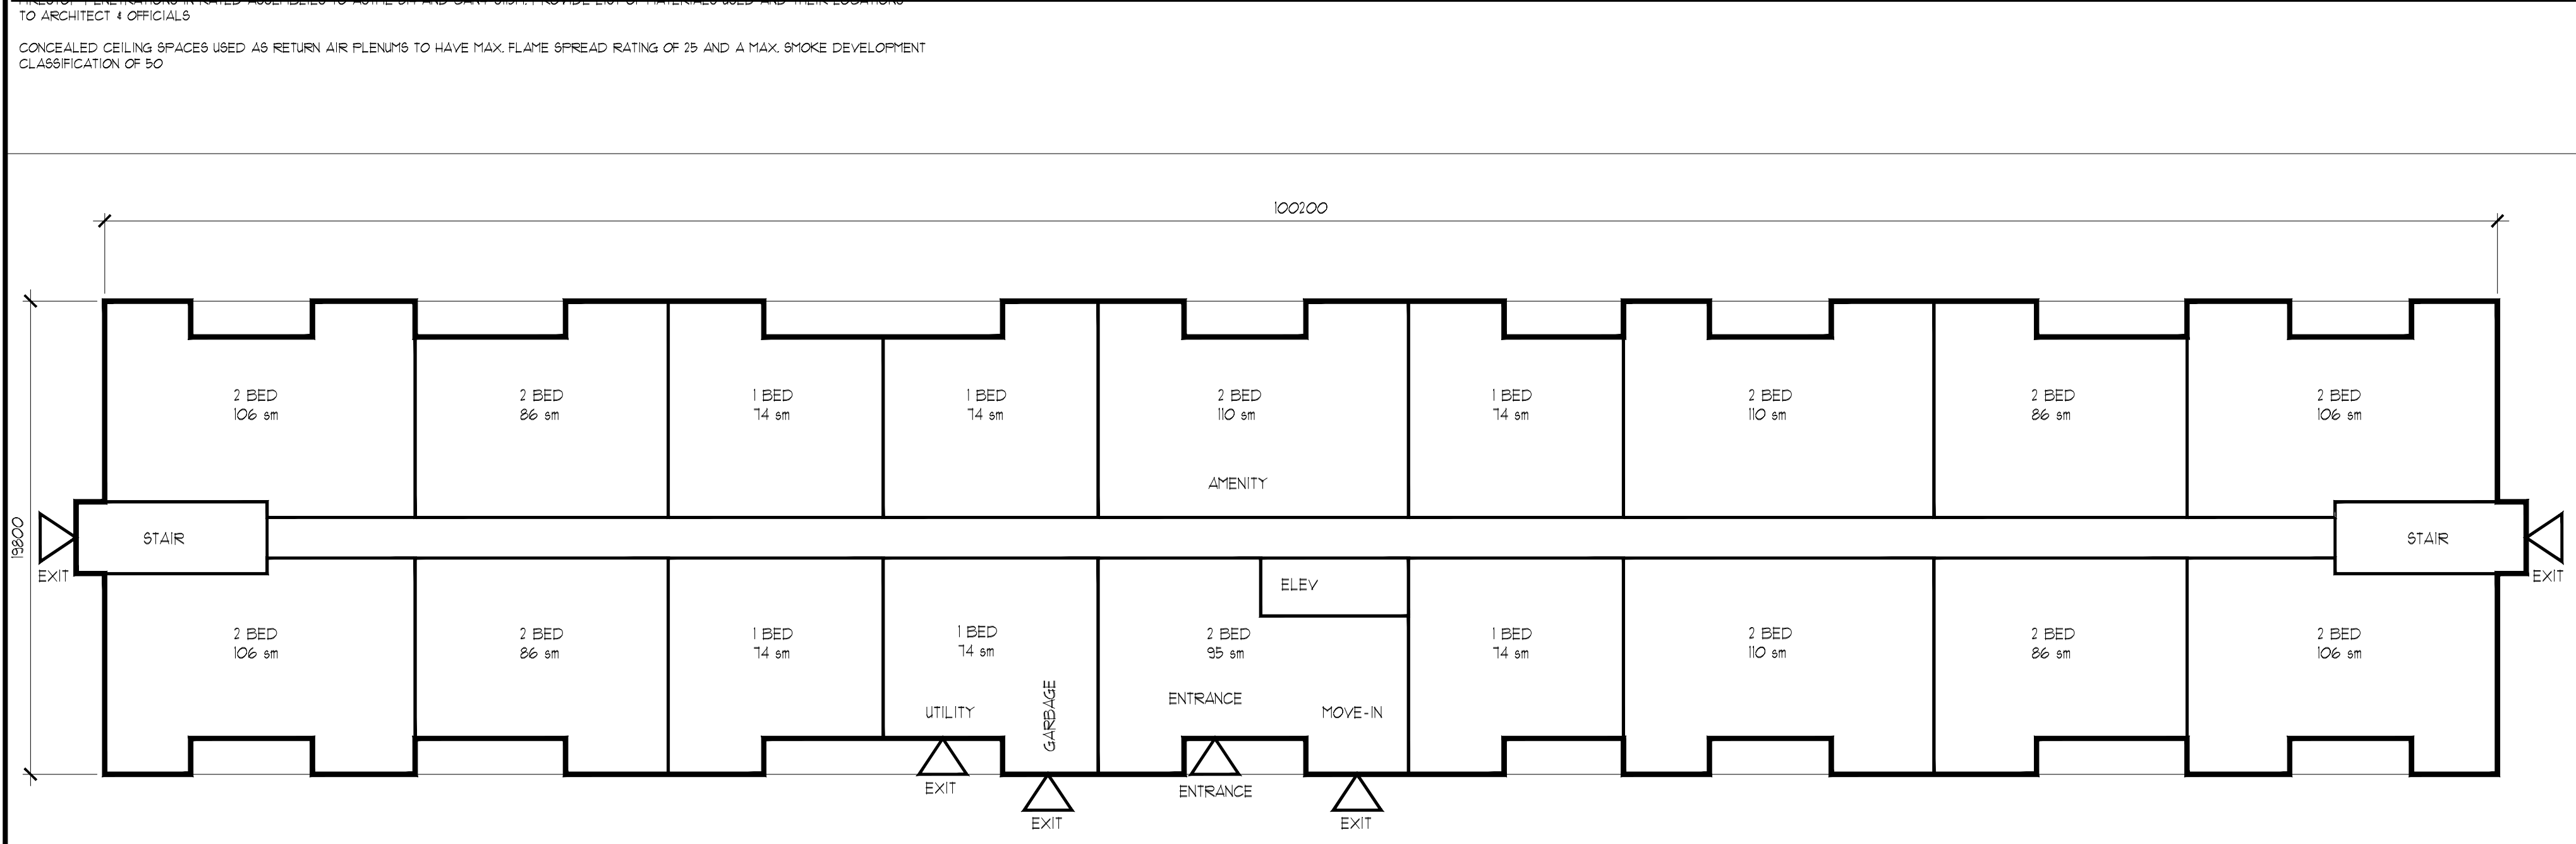 TO ARCHITECT & OFFICIALS
CONCEALED CEILING SPACES USED AS RETURN AIR PLENUMS TO HAVE MAX. FLAME SPREAD RATING OF 25 AND A MAX. SMOKE DEVELOPMENT
CLASSIFICATION OF 50
100200
19800
2 BED
106 sm
2 BED
86 sm
1 BED
74 sm
1 BED
74 sm
2 BED
110 sm
AMENITY
1 BED
74 sm
2 BED
110 sm
2 BED
86 sm
2 BED
106 sm
STAIR
EXIT
STAIR
EXIT
ELEV
2 BED
106 sm
2 BED
86 sm
1 BED
74 sm
1 BED
74 sm
UTILITY
GARBAGE
2 BED
95 sm
ENTRANCE
MOVE-IN
1 BED
74 sm
2 BED
110 sm
2 BED
86 sm
2 BED
106 sm
EXIT
EXIT
ENTRANCE
EXIT